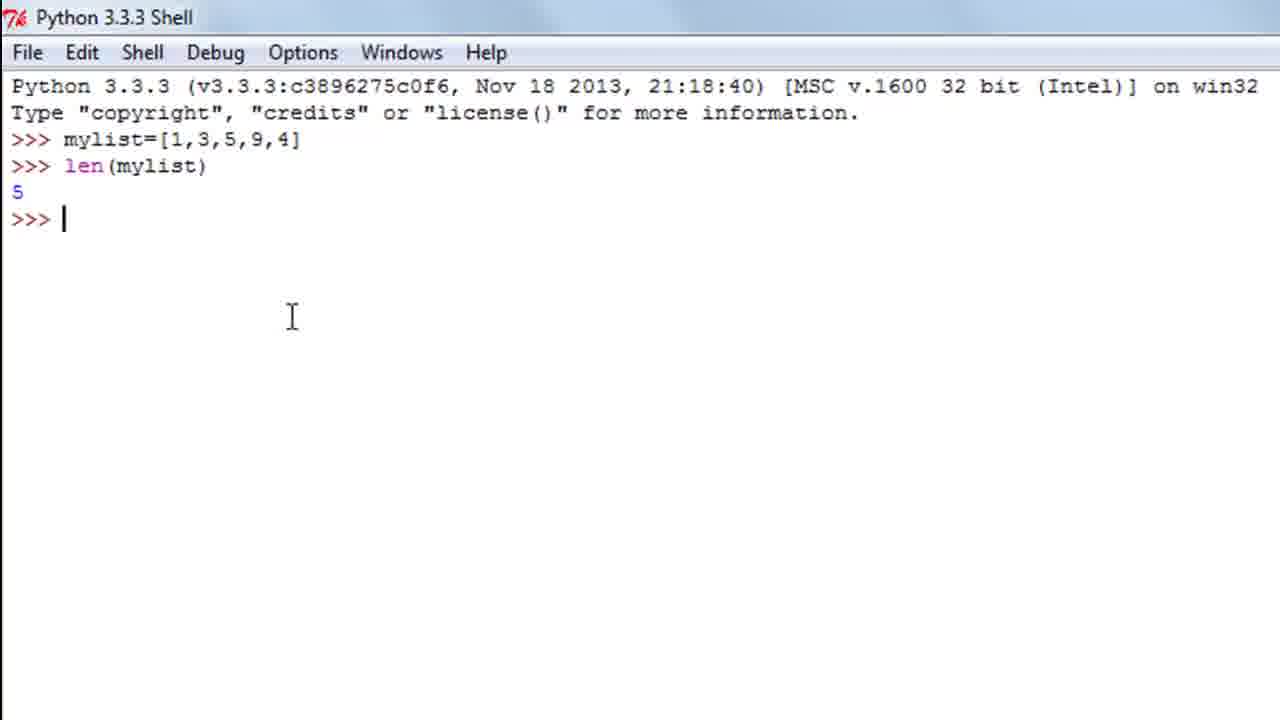 Python 3.3.3 Shell
File Edit Shell Debug Options Windows Help
Python 3.3.3 (v3.3.3:c3896275c0f6, Nov 18 2013, 21:18:40) [MSC v.1600 32 bit (Intel)] on win32
Type "copyright", "credits" or "license()" for more information.
>>> mylist=[1,3,5,9,4]
>>> len(mylist)
5
>>>